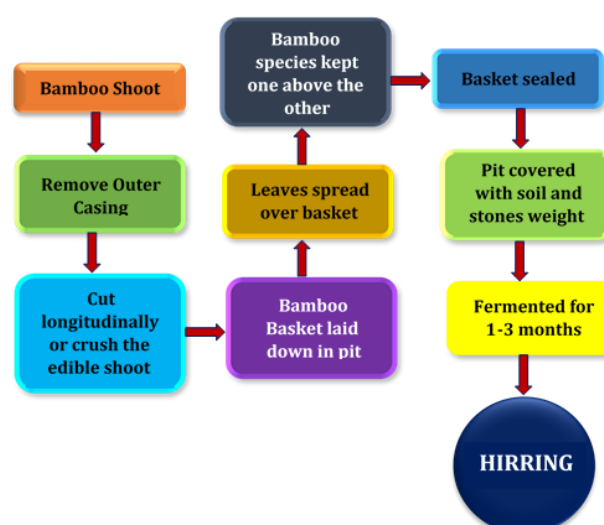 Bamboo Shoot
Remove Outer
Casing
Cut
longitudinally
or crush the
edible shoot
Bamboo
Basket laid
down in pit
Leaves spread
over basket
Bamboo
species kept
one above the
other
Basket sealed
Pit covered
with soil and
stones weight
Fermented for
1-3 months
HIRRING